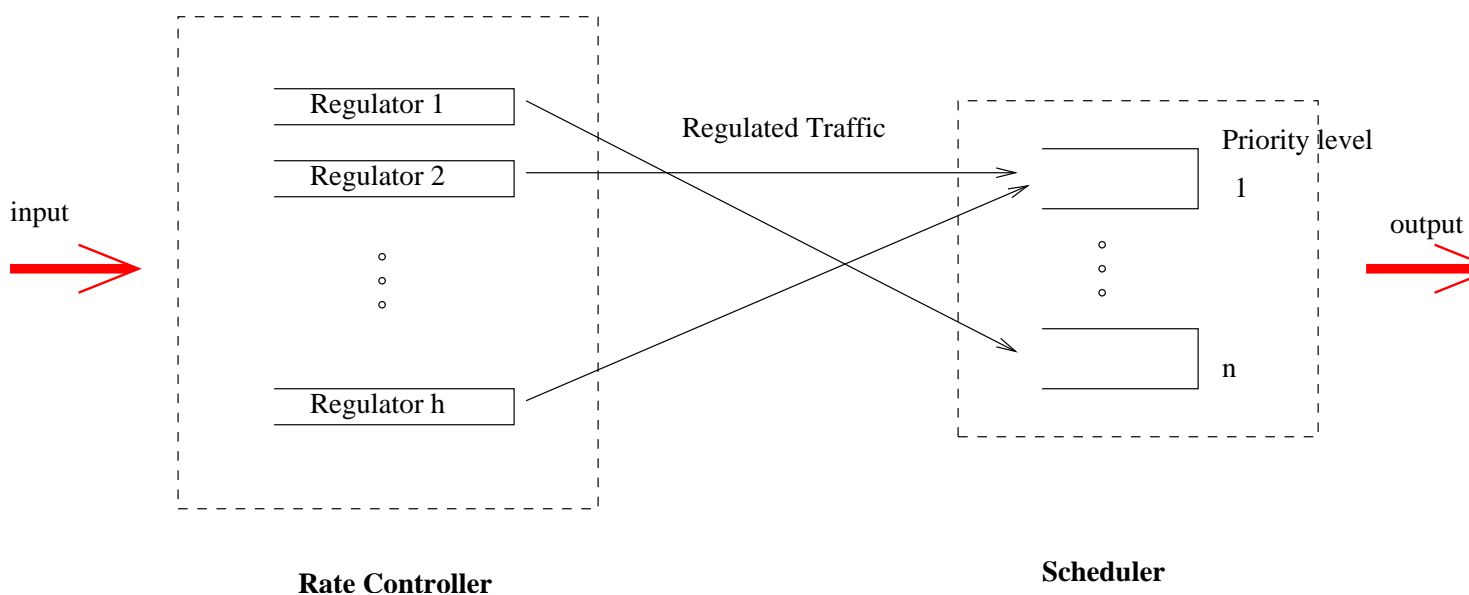 input
Regulator 1
Regulator 2
Regulator h
Rate Controller
Regulated Traffic
Priority level
1
n
Scheduler
output